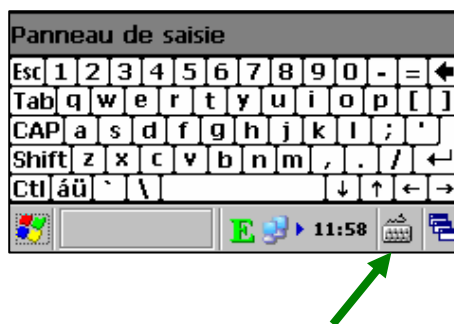 Panneau de saisie
Esc 1 2 3 4 5 6 7 8 9 0 - =
Tab q w e r t y u i o p [ ]
CAP a s d f g h j k l ; '
Shift z x c v b n m , . /
Ctl áü ` \ ↓ ↑ ← →
E 11:58